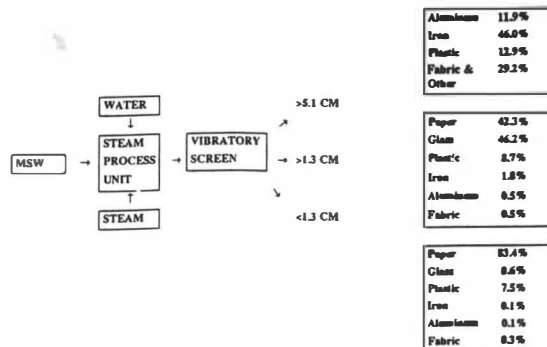 Aluminum 11.9%
Iron 46.0%
Plastic 12.9%
Fabric & 29.2%
Other
WATER
>5.1 CM
STEAM
PROCESS
UNIT
VIBRATORY
SCREEN
MSW
>1.3 CM
STEAM
<1.3 CM
Paper 42.3%
Glass 46.2%
Plastic 8.7%
Iron 1.8%
Aluminum 0.5%
Fabric 0.5%
Paper 83.4%
Glass 8.6%
Plastic 7.5%
Iron 0.1%
Aluminum 0.1%
Fabric 0.3%